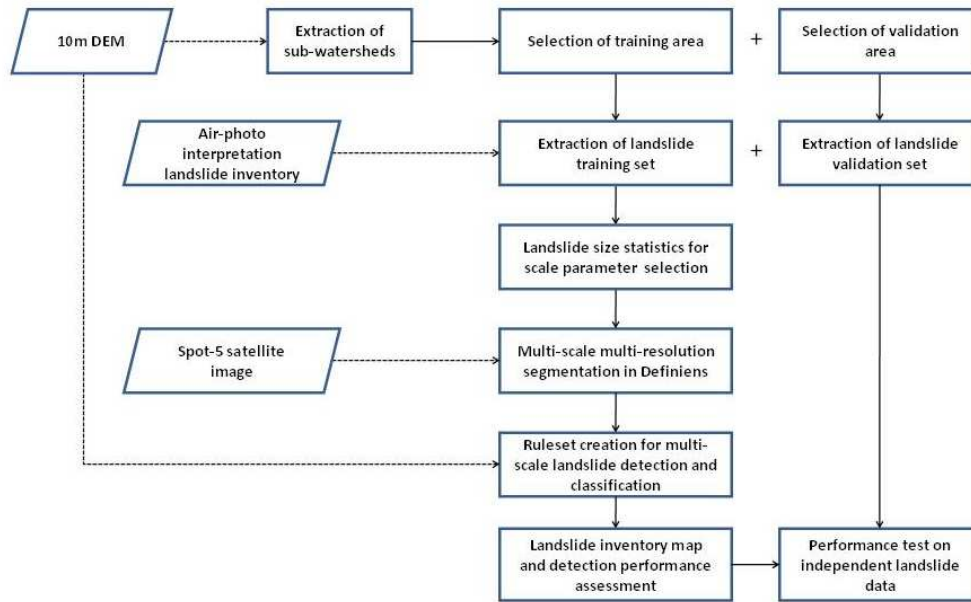 10m DEM
Extraction of
sub-watersheds
Selection of training area
+
Selection of validation
area
Air-photo
interpretation
landslide inventory
Extraction of landslide
training set
+
Extraction of landslide
validation set
Landslide size statistics for
scale parameter selection
Spot-5 satellite
image
Multi-scale multi-resolution
segmentation in Definiens
Ruleset creation for multi-
scale landslide detection and
classification
Landslide inventory map
and detection performance
assessment
Performance test on
independent landslide
data